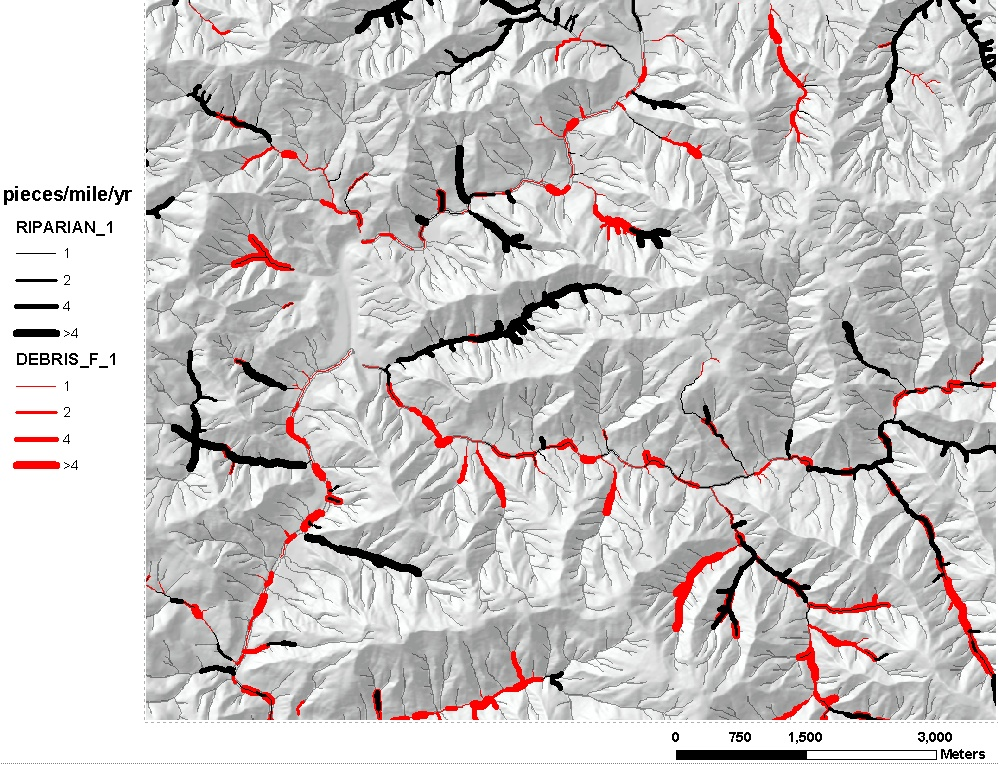 pieces/mile/yr
RIPARIAN_1
1
2
4
>4
DEBRIS_F_1
1
2
4
>4
0 750 1,500 3,000
Meters